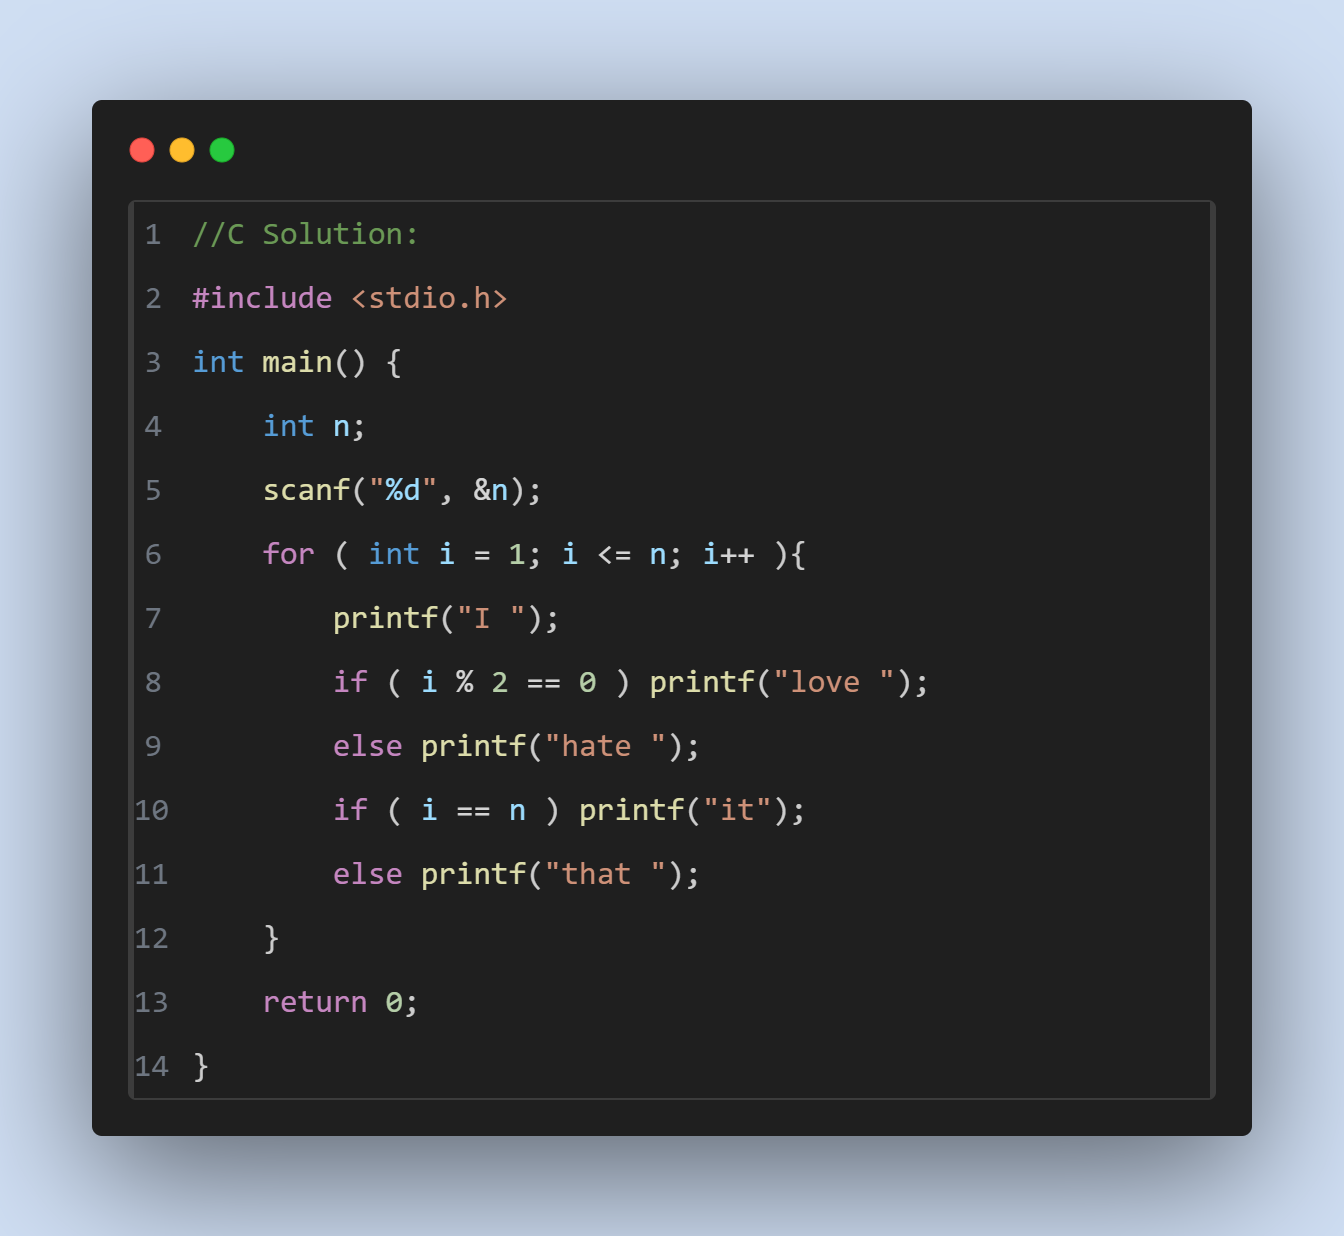 1 //C Solution:
2 #include <stdio.h>
3 int main() {
4     int n;
5     scanf("%d", &n);
6     for ( int i = 1; i <= n; i++ ){
7         printf("I ");
8         if ( i % 2 == 0 ) printf("love ");
9         else printf("hate ");
10         if ( i == n ) printf("it");
11         else printf("that ");
12     }
13     return 0;
14 }